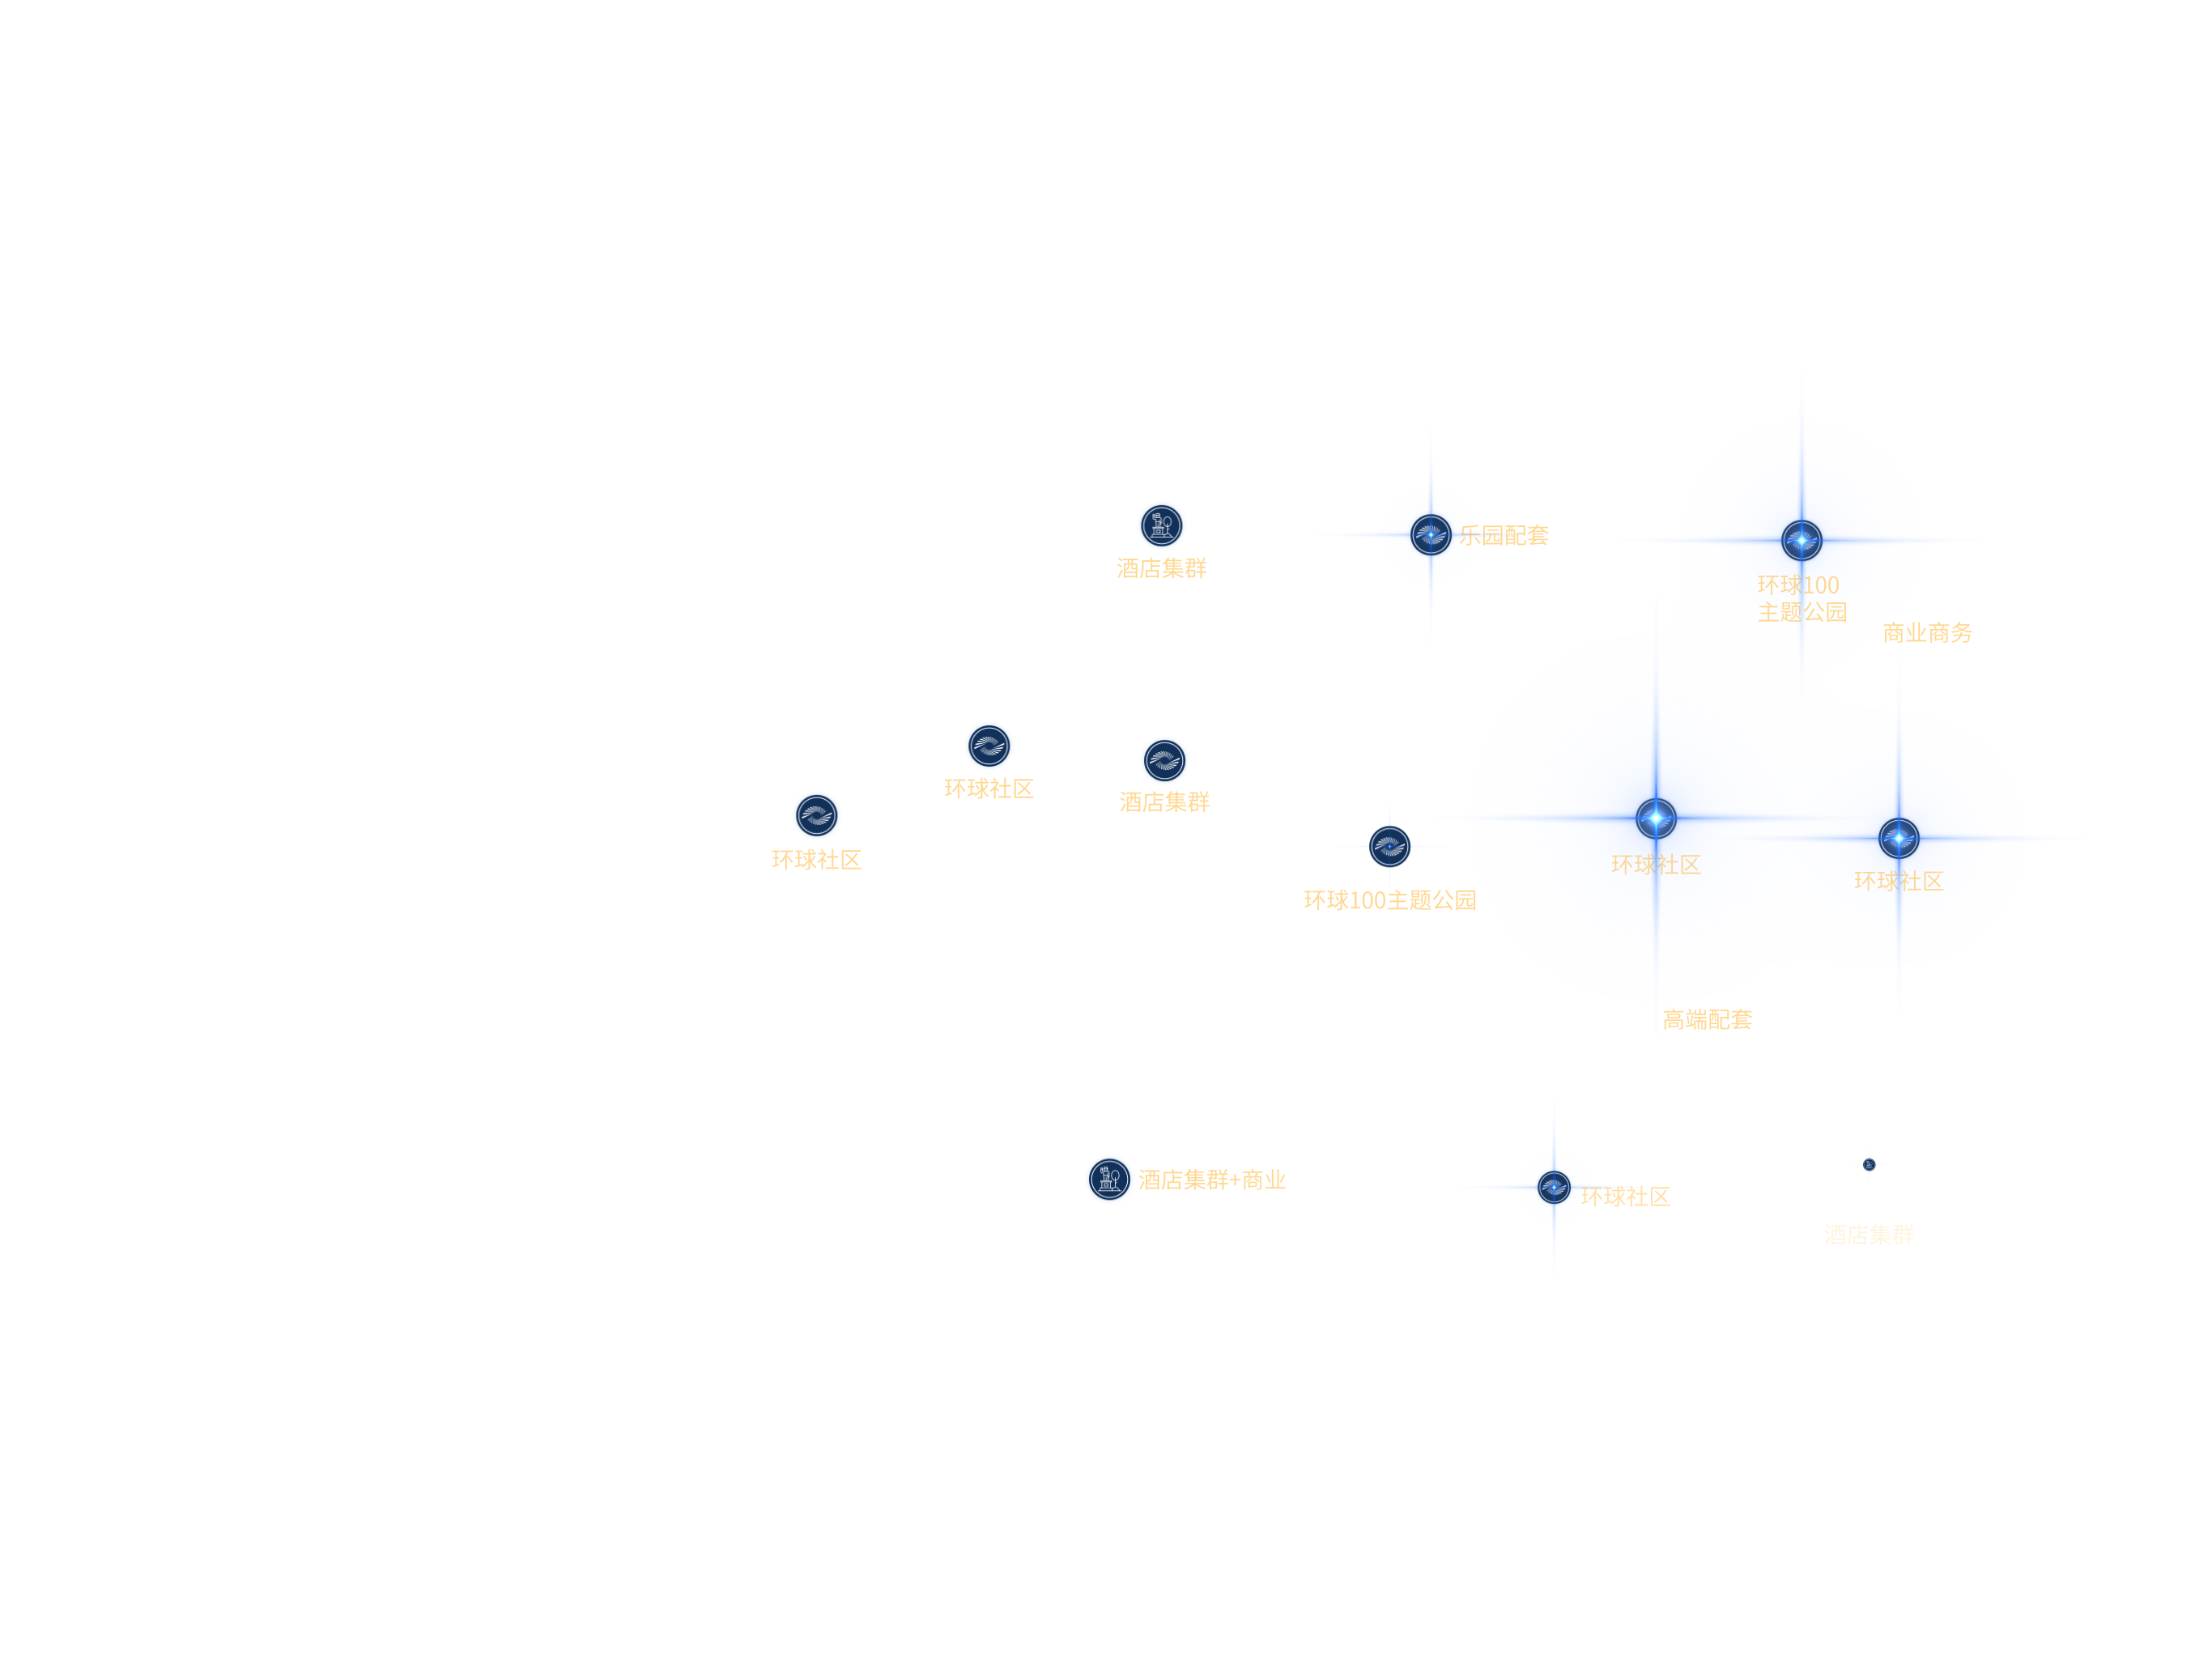 乐园配套
酒店集群
环球100
主题公园
商业商务
环球社区
酒店集群
环球社区
环球社区
环球社区
环球100主题公园
高端配套
酒店集群+商业
环球社区
酒店集群